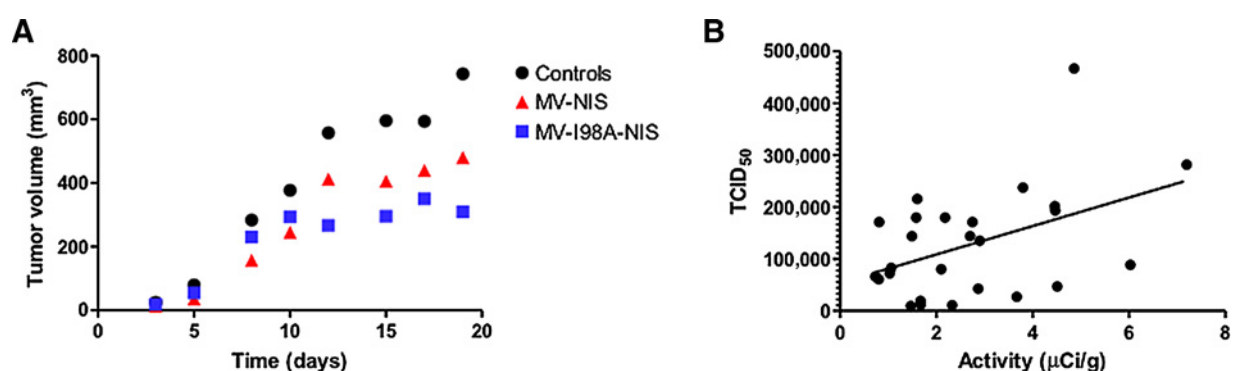 A
Tumor volume (mm³)
800
600
400
200
0
0 5 10 15 20
Time (days)
Controls
MV-NIS
MV-I98A-NIS
B
TCID₅₀
500,000
400,000
300,000
200,000
100,000
0
0 2 4 6 8
Activity (μCi/g)